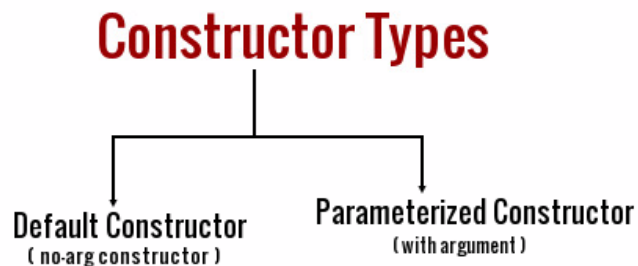 Constructor Types
Default Constructor
( no-arg constructor )
Parameterized Constructor
(with argument )